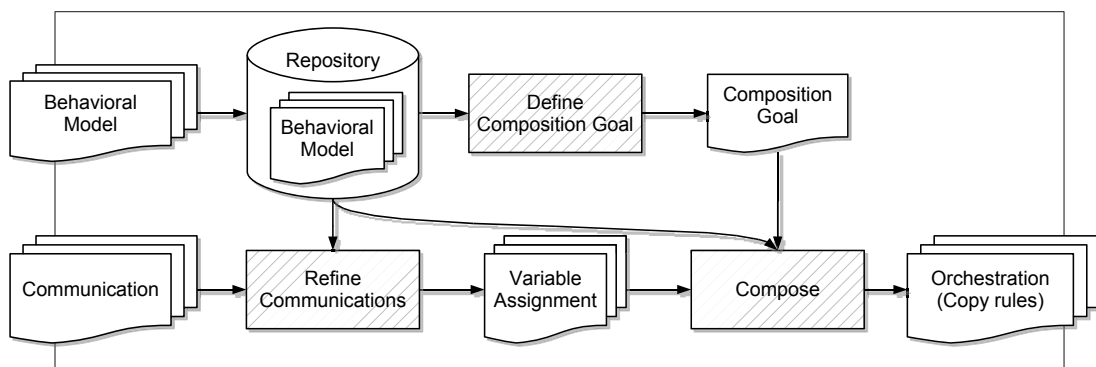 Repository
Behavioral
Model
Behavioral
Model
Define
Composition Goal
Composition
Goal
Communication
Refine
Communications
Variable
Assignment
Compose
Orchestration
(Copy rules)